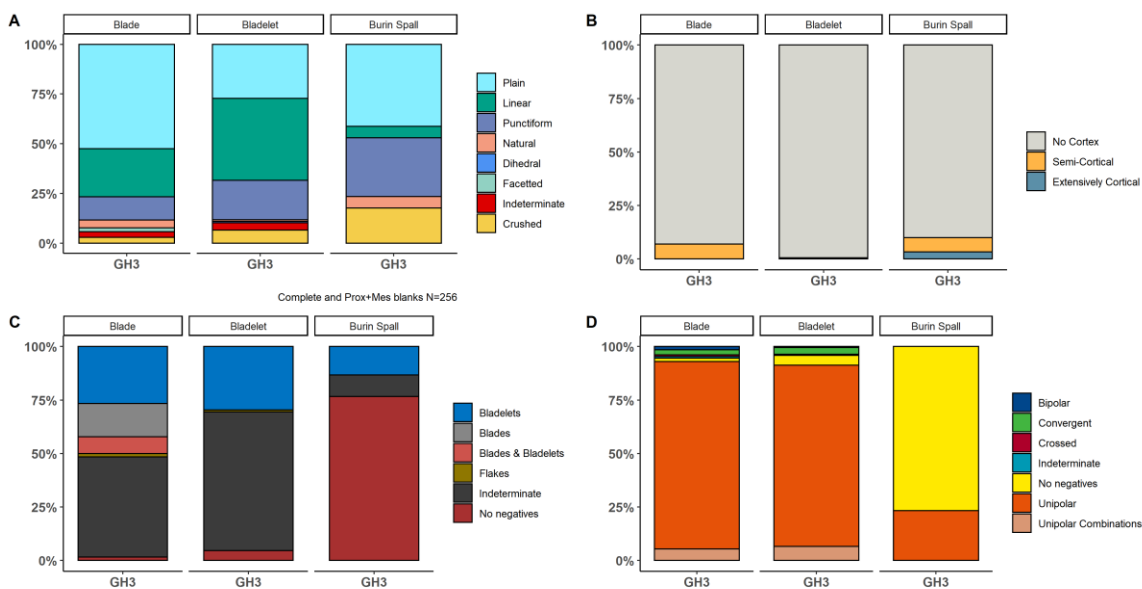 A
Blade
Bladelet
Burin Spall
100%
75%
50%
25%
0%
GH3
GH3
GH3
Plain
Linear
Punctiform
Natural
Dihedral
Facetted
Indeterminate
Crushed
Complete and Prox+Mes blanks N=256
B
Blade
Bladelet
Burin Spall
100%
75%
50%
25%
0%
GH3
GH3
GH3
No Cortex
Semi-Cortical
Extensively Cortical
C
Blade
Bladelet
Burin Spall
100%
75%
50%
25%
0%
GH3
GH3
GH3
Bladelets
Blades
Blades & Bladelets
Flakes
Indeterminate
No negatives
D
Blade
Bladelet
Burin Spall
100%
75%
50%
25%
0%
GH3
GH3
GH3
Bipolar
Convergent
Crossed
Indeterminate
No negatives
Unipolar
Unipolar Combinations